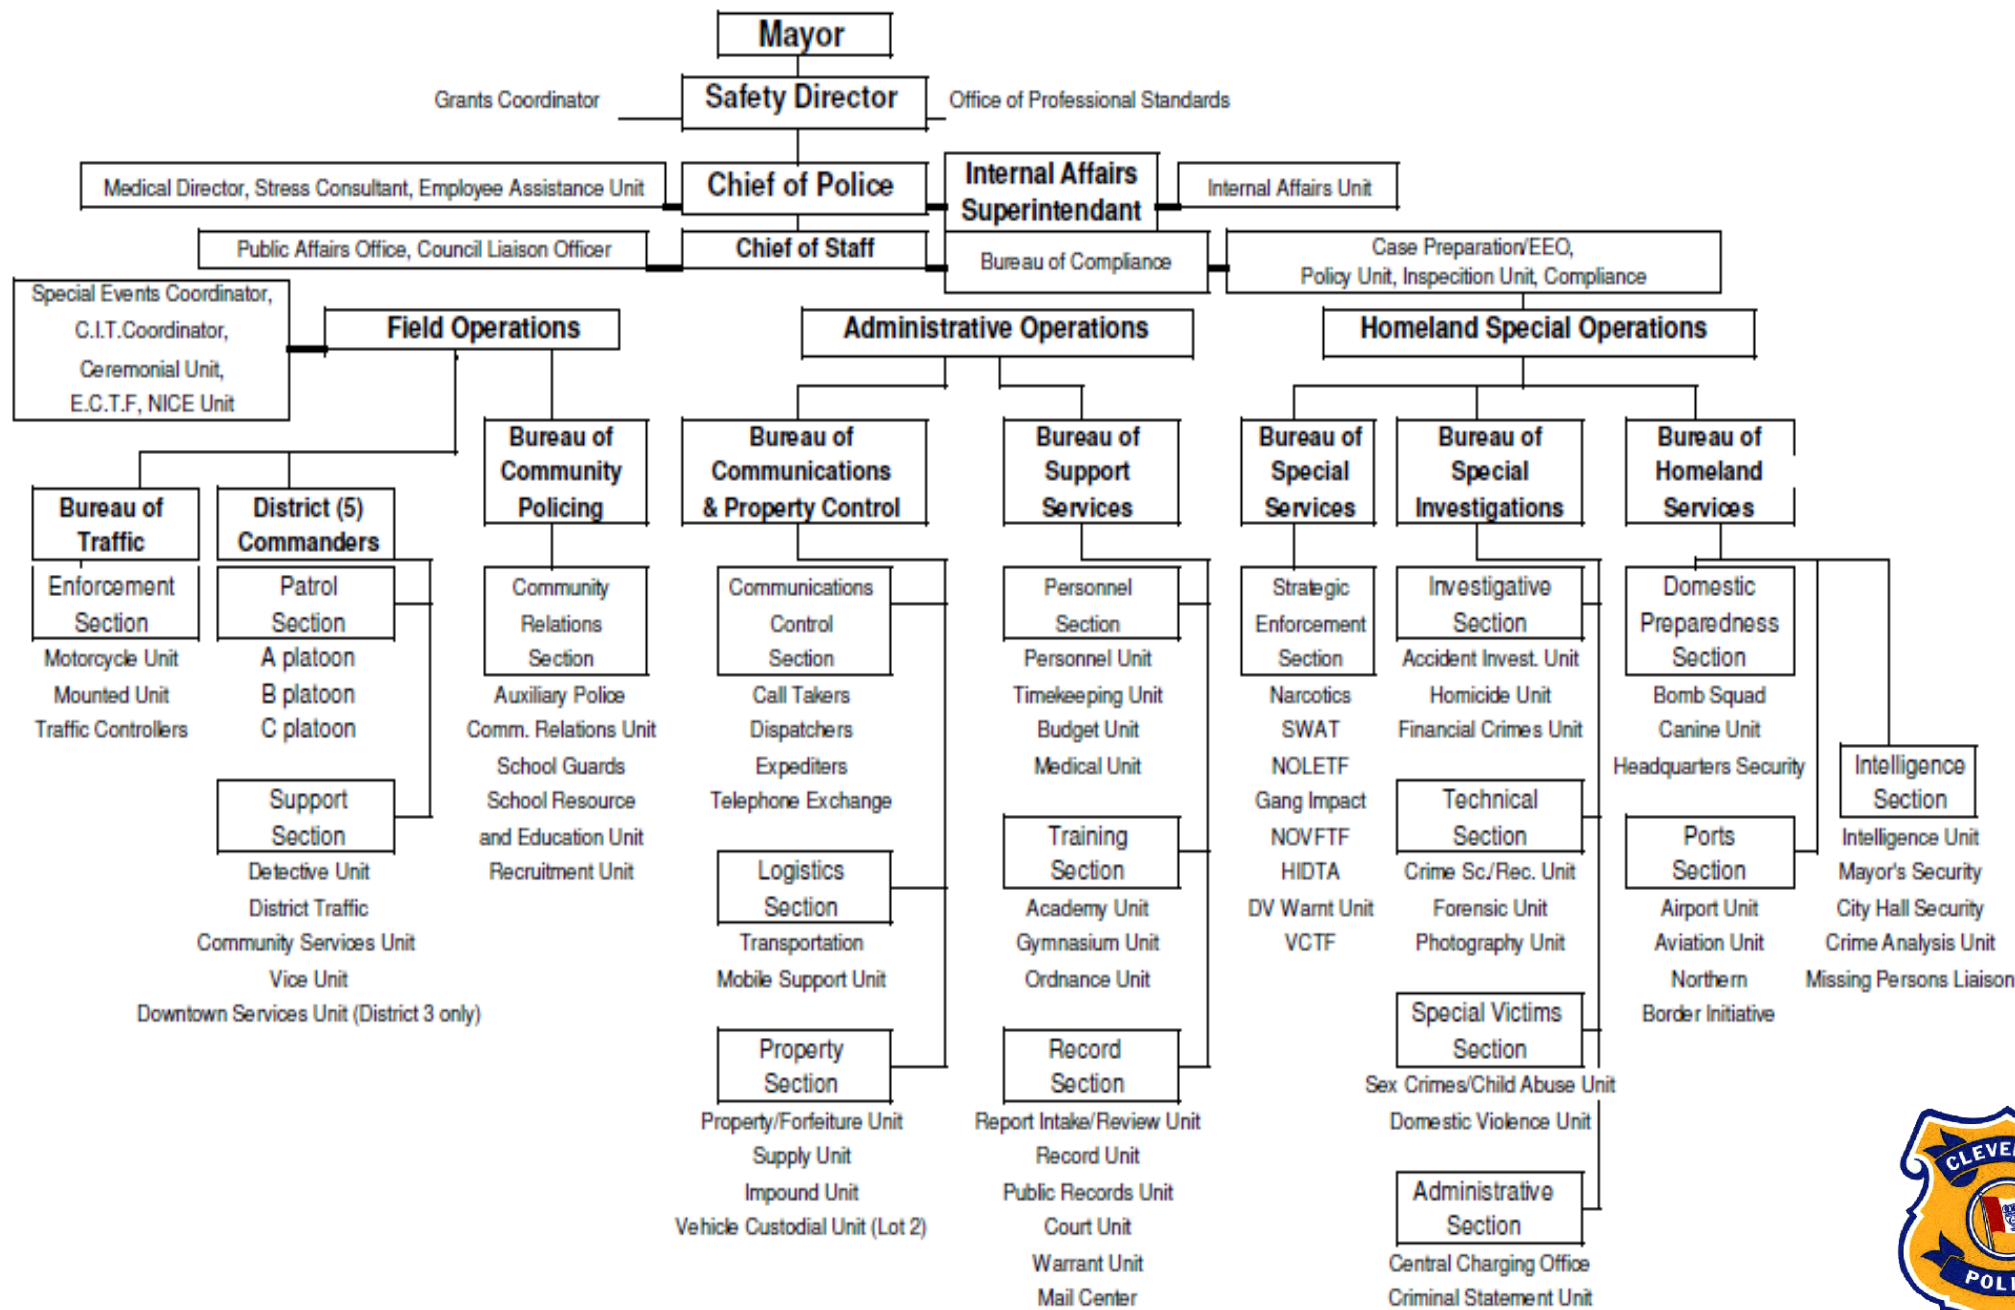 Mayor
Grants Coordinator
Safety Director
Office of Professional Standards
Medical Director, Stress Consultant, Employee Assistance Unit
Chief of Police
Internal Affairs
Superintendant
Internal Affairs Unit
Public Affairs Office, Council Liaison Officer
Chief of Staff
Bureau of Compliance
Case Preparation/EEO,
Policy Unit, Inspecition Unit, Compliance
Special Events Coordinator,
C.I.T.Coordinator,
Ceremonial Unit,
E.C.T.F, NICE Unit
Field Operations
Administrative Operations
Homeland Special Operations
Bureau of
Traffic
Enforcement
Section
Motorcycle Unit
Mounted Unit
Traffic Controllers
District (5)
Commanders
Patrol
Section
A platoon
B platoon
C platoon
Support
Section
Detective Unit
District Traffic
Community Services Unit
Vice Unit
Downtown Services Unit (District 3 only)
Bureau of
Community
Policing
Community
Relations
Section
Auxiliary Police
Comm. Relations Unit
School Guards
School Resource
and Education Unit
Recruitment Unit
Bureau of
Communications
& Property Control
Communications
Control
Section
Call Takers
Dispatchers
Expediters
Telephone Exchange
Logistics
Section
Transportation
Mobile Support Unit
Property
Section
Property/Forfeiture Unit
Supply Unit
Impound Unit
Vehicle Custodial Unit (Lot 2)
Bureau of
Support
Services
Personnel
Section
Personnel Unit
Timekeeping Unit
Budget Unit
Medical Unit
Training
Section
Academy Unit
Gymnasium Unit
Ordnance Unit
Record
Section
Report Intake/Review Unit
Record Unit
Public Records Unit
Court Unit
Warrant Unit
Mail Center
Bureau of
Special
Services
Strategic
Enforcement
Section
Narcotics
SWAT
NOLETF
Gang Impact
NOVFTF
HIDTA
DV Warnt Unit
VCTF
Bureau of
Special
Investigations
Investigative
Section
Accident Invest. Unit
Homicide Unit
Financial Crimes Unit
Technical
Section
Crime Sc./Rec. Unit
Forensic Unit
Photography Unit
Special Victims
Section
Sex Crimes/Child Abuse Unit
Domestic Violence Unit
Administrative
Section
Central Charging Office
Criminal Statement Unit
Bureau of
Homeland
Services
Domestic
Preparedness
Section
Bomb Squad
Canine Unit
Headquarters Security
Ports
Section
Airport Unit
Aviation Unit
Northern
Border Initiative
Intelligence
Section
Intelligence Unit
Mayor's Security
City Hall Security
Crime Analysis Unit
Missing Persons Liaison
CLEVE
POLI